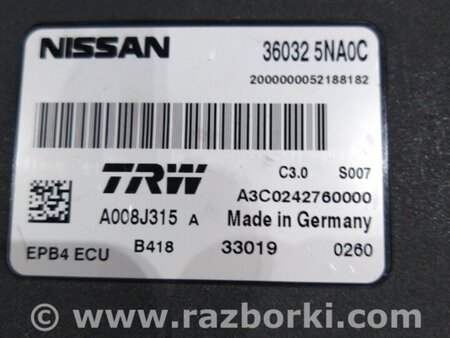 NISSAN 36032 5NA0C
2000000052188182
TRW C3.0 S007
A3C0242760000
A008J315 A Made in Germany
EPB4 ECU B418 33019 0260
© www.razborki.com